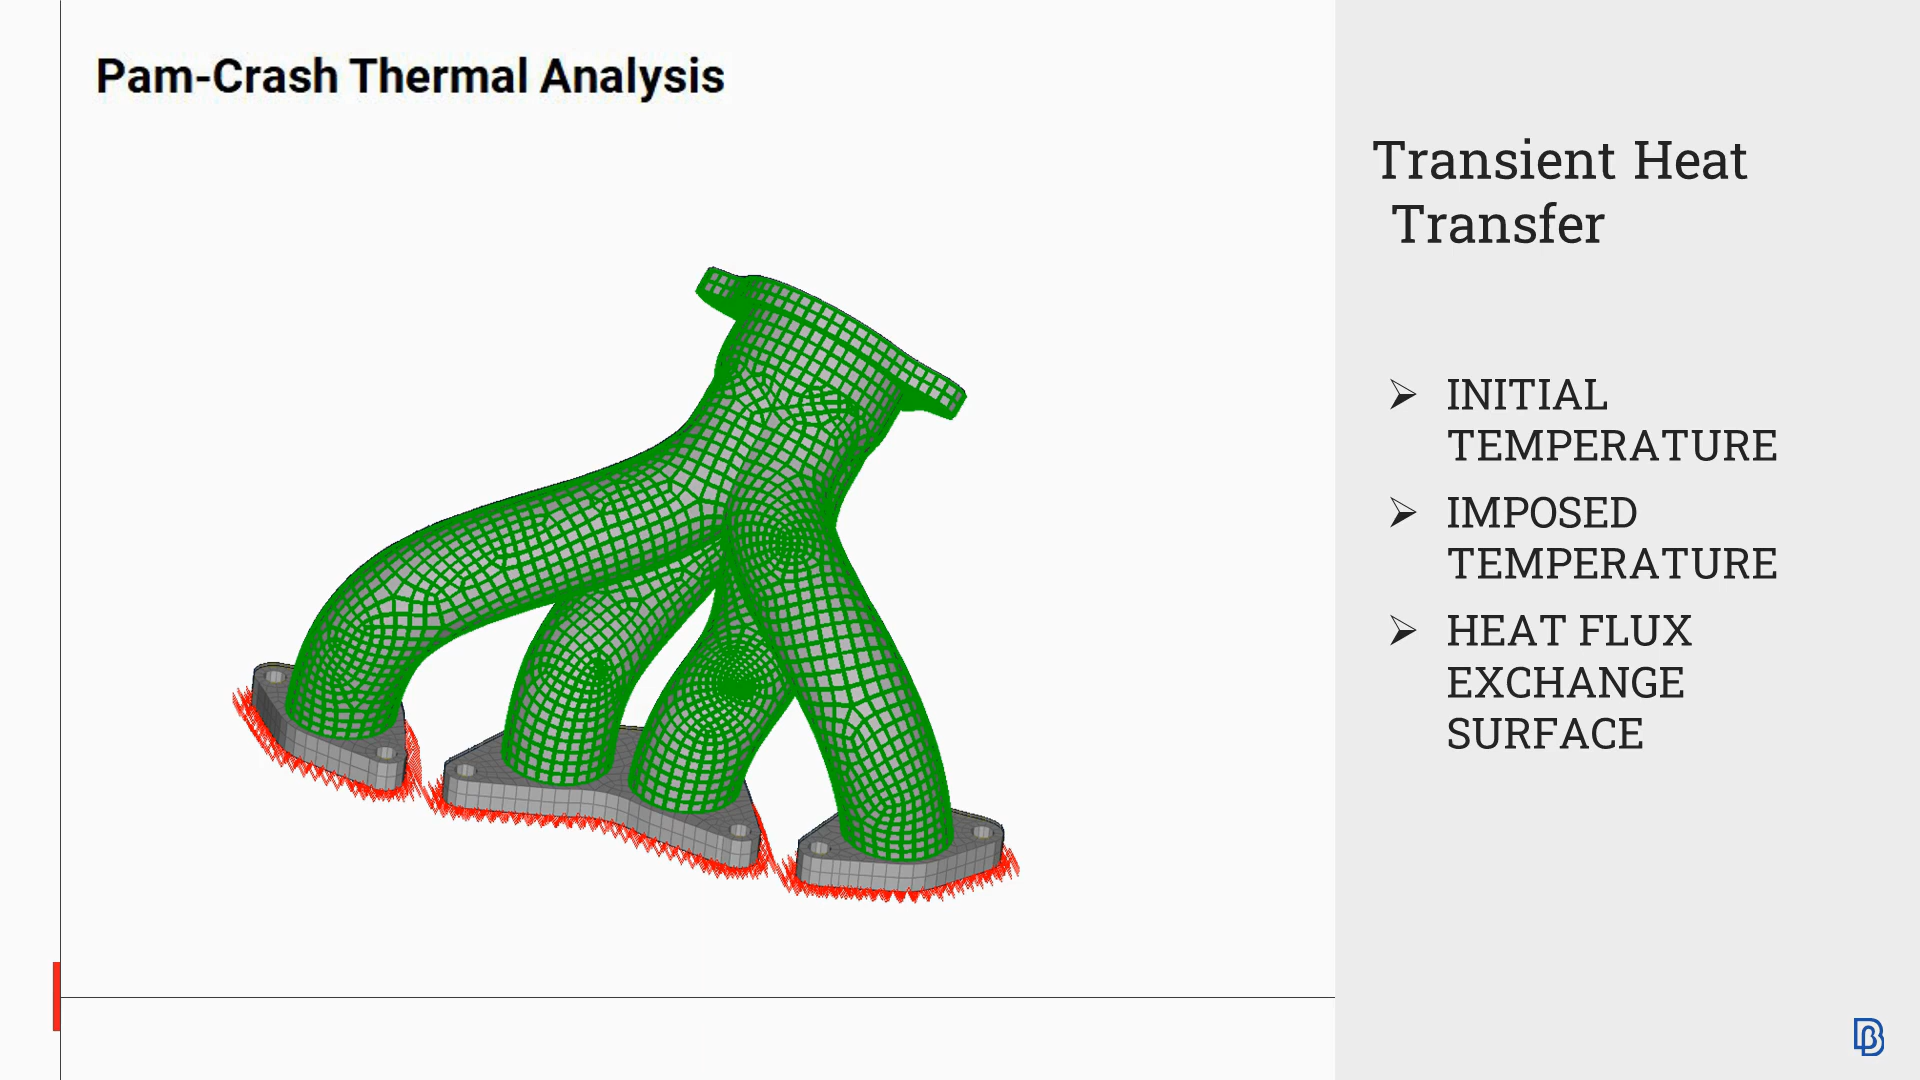 Pam-Crash Thermal Analysis
Transient Heat
Transfer
➢ INITIAL
TEMPERATURE
➢ IMPOSED
TEMPERATURE
➢ HEAT FLUX
EXCHANGE
SURFACE